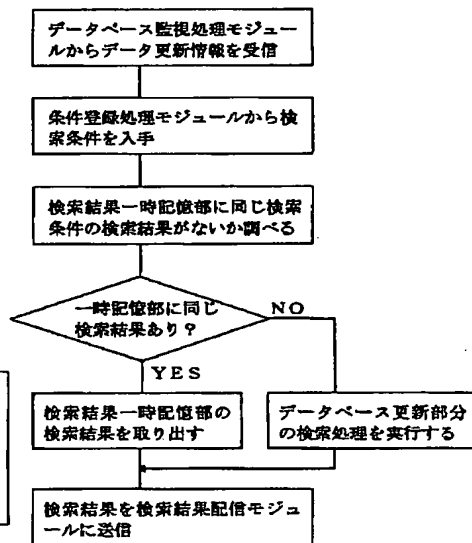 データベース監視処理モジュー
ルからデータ更新情報を受信
条件登録処理モジュールから検
索条件を入手
検索結果一時記憶部に同じ検索
条件の検索結果がないか調べる
一時記憶部に同じ
検索結果あり？
NO
YES
検索結果一時記憶部の
検索結果を取り出す
データベース更新部分
の検索処理を実行する
検索結果を検索結果配信モジュ
ールに送信